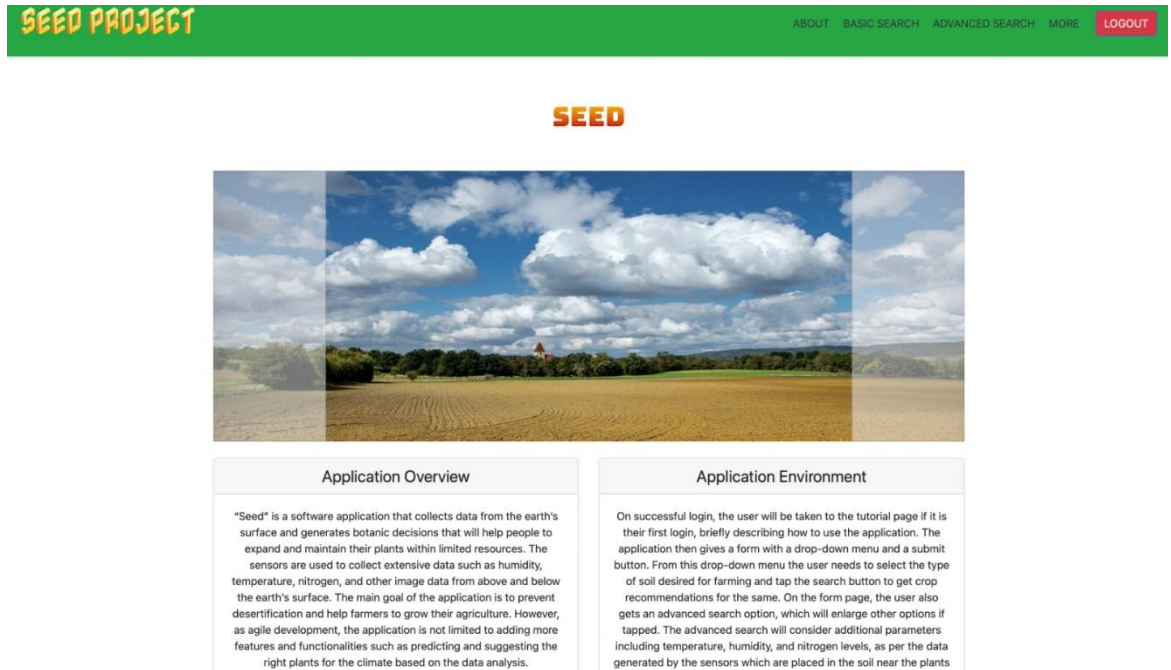 SEED PROJECT
ABOUT BASIC SEARCH ADVANCED SEARCH MORE LOGOUT
SEED
Application Overview
“Seed” is a software application that collects data from the earth's
surface and generates botanic decisions that will help people to
expand and maintain their plants within limited resources. The
sensors are used to collect extensive data such as humidity,
temperature, nitrogen, and other image data from above and below
the earth's surface. The main goal of the application is to prevent
desertification and help farmers to grow their agriculture. However,
as agile development, the application is not limited to adding more
features and functionalities such as predicting and suggesting the
right plants for the climate based on the data analysis.
Application Environment
On successful login, the user will be taken to the tutorial page if it is
their first login, briefly describing how to use the application. The
application then gives a form with a drop-down menu and a submit
button. From this drop-down menu the user needs to select the type
of soil desired for farming and tap the search button to get crop
recommendations for the same. On the form page, the user also
gets an advanced search option, which will enlarge other options if
tapped. The advanced search will consider additional parameters
including temperature, humidity, and nitrogen levels, as per the data
generated by the sensors which are placed in the soil near the plants